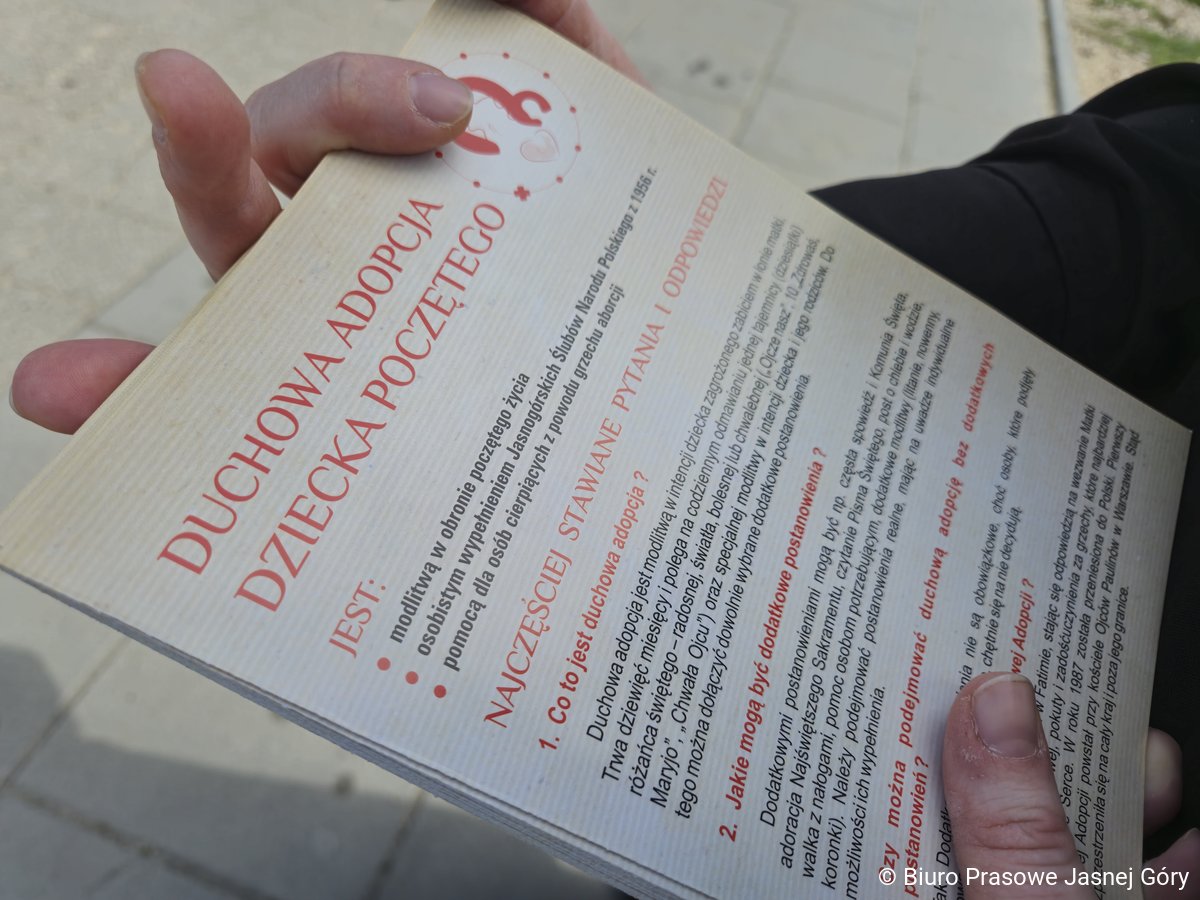 DUCHOWA ADOPCJA
DZIECKA POCZĘTEGO
JEST:
modlitwą w obronie poczętego życia
osobistym wypełnieniem Jasnogórskich Ślubów Narodu Polskiego z 1956 r.
pomocą dla osób cierpiących z powodu grzechu aborcji
NAJCZĘŚCIEJ STAWIANE PYTANIA I ODPOWIEDZI
1. Co to jest duchowa adopcja ?
Duchowa adopcja jest modlitwą w intencji dziecka zagrożonego zabiciem w łonie matki.
Trwa dziewięć miesięcy i polega na codziennym odmawianiu jednej tajemnicy (dziesiątki)
różańca świętego – radosnej, światła, bolesnej lub chwalebnej („Ojcze nasz”, 10 „Zdrowaś,
Maryjo”, „Chwała Ojcu”) oraz specjalnej modlitwy w intencji dziecka i jego rodziców. Do
tego można dołączyć dowolnie wybrane dodatkowe postanowienia.
2. Jakie mogą być dodatkowe postanowienia ?
Dodatkowymi postanowieniami mogą być np. częsta spowiedź i Komunia Święta,
adoracja Najświętszego Sakramentu, czytanie Pisma Świętego, post o chlebie i wodzie,
walka z nałogami, pomoc osobom potrzebującym, dodatkowe modlitwy (litanie, nowenny,
koronki). Należy podejmować postanowienia realne, mając na uwadze indywidualne
możliwości ich wypełnienia.
można podejmować duchową adopcję bez dodatkowych
postanowień ?
nie są obowiązkowe, choć osoby, które podjęły
chętnie się na nie decydują.
Adopcji ?
w Fatimie, stając się odpowiedzią na wezwanie Matki
pokuty i zadośćuczynienia za grzechy, które najbardziej
Serce. W roku 1987 została przeniesiona do Polski. Pierwszy
Adopcji powstał przy kościele Ojców Paulinów w Warszawie. Stąd
się na cały kraj i poza jego granice.
© Biuro Prasowe Jasnej Góry